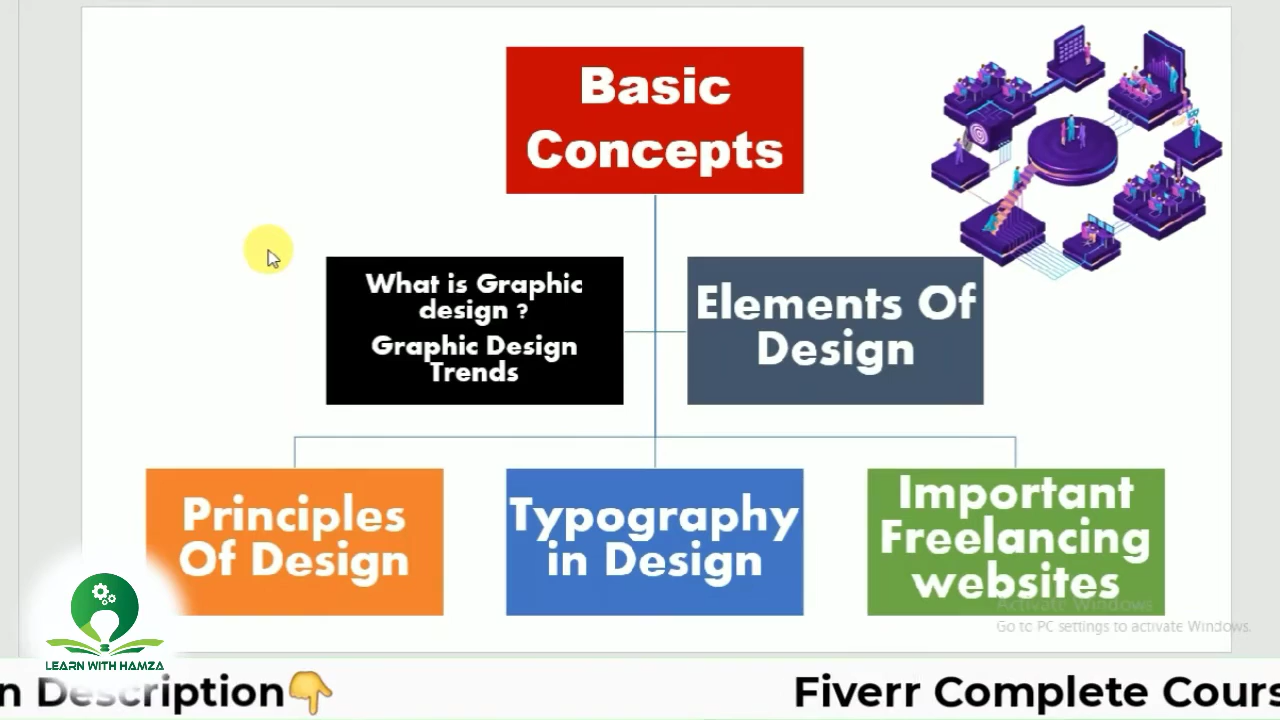 Basic
Concepts
What is Graphic
design ?
Graphic Design
Trends
Elements Of
Design
Principles
Of Design
Typography
in Design
Important
Freelancing
websites
Activate Windows
Go to PC settings to activate Windows.
LEARN WITH HAMZA
n Description👇
Fiverr Complete Cours